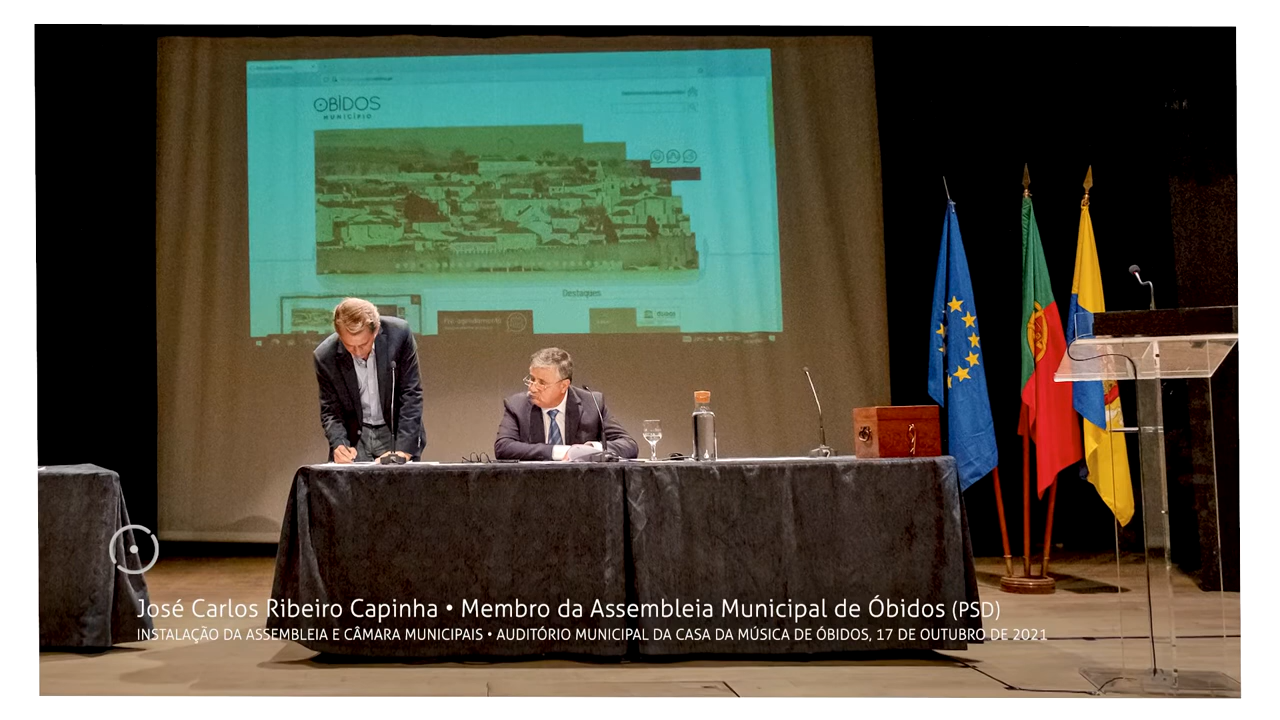 OBIDOS
MUNICÍPIO
Destaques
José Carlos Ribeiro Capinha • Membro da Assembleia Municipal de Óbidos (PSD)
INSTALAÇÃO DA ASSEMBLEIA E CÂMARA MUNICIPAIS • AUDITÓRIO MUNICIPAL DA CASA DA MÚSICA DE ÓBIDOS, 17 DE OUTUBRO DE 2021